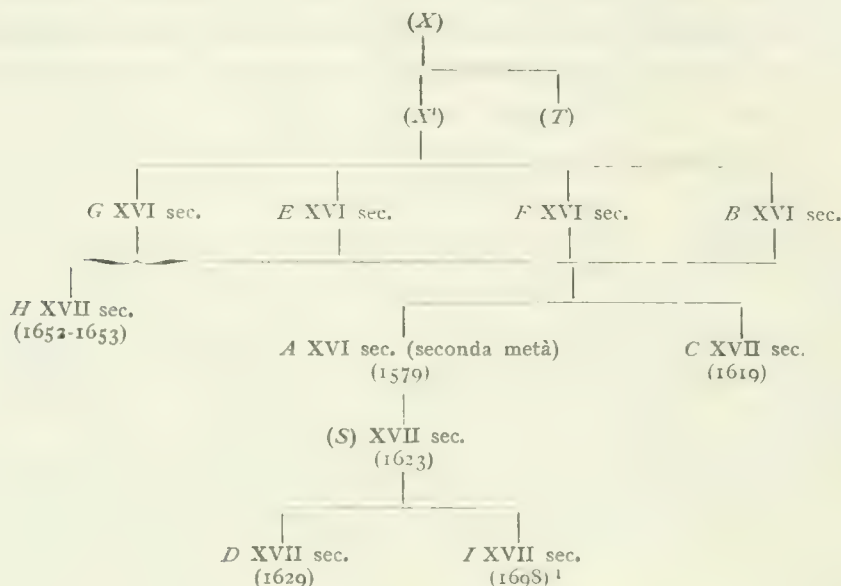 (X)
(X¹) (T)
G XVI sec. E XVI sec. F XVI sec. B XVI sec.
H XVII sec.
(1652-1653)
A XVI sec. (seconda metà) C XVII sec.
(1579) (1619)
(S) XVII sec.
(1623)
D XVII sec. I XVII sec.
(1629) (1698) ¹